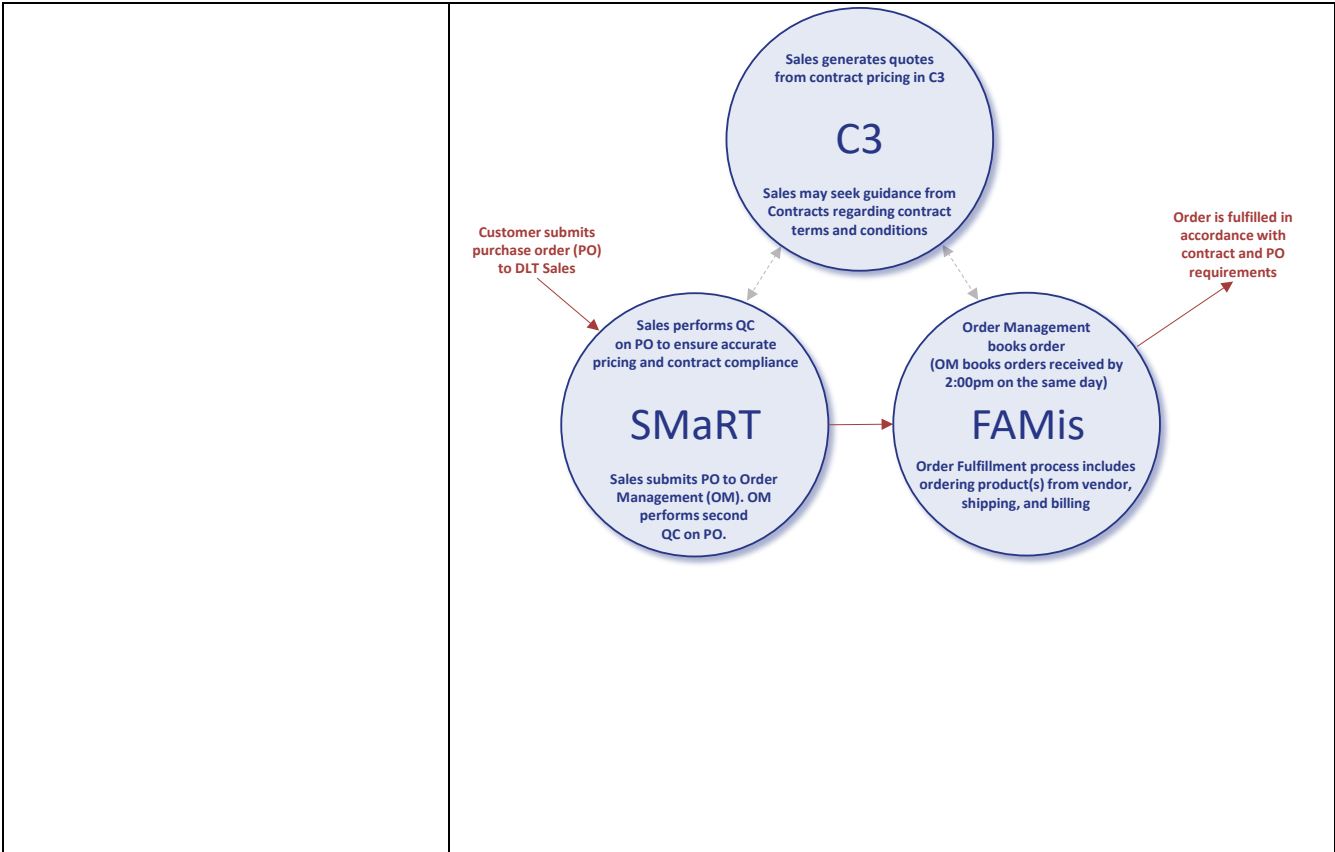 Sales generates quotes
from contract pricing in C3
C3
Sales may seek guidance from
Contracts regarding contract
terms and conditions
Customer submits
purchase order (PO)
to DLT Sales
Sales performs QC
on PO to ensure accurate
pricing and contract compliance
SMaRT
Sales submits PO to Order
Management (OM). OM
performs second
QC on PO.
Order Management
books order
(OM books orders received by
2:00pm on the same day)
FAMis
Order Fulfillment process includes
ordering product(s) from vendor,
shipping, and billing
Order is fulfilled in
accordance with
contract and PO
requirements